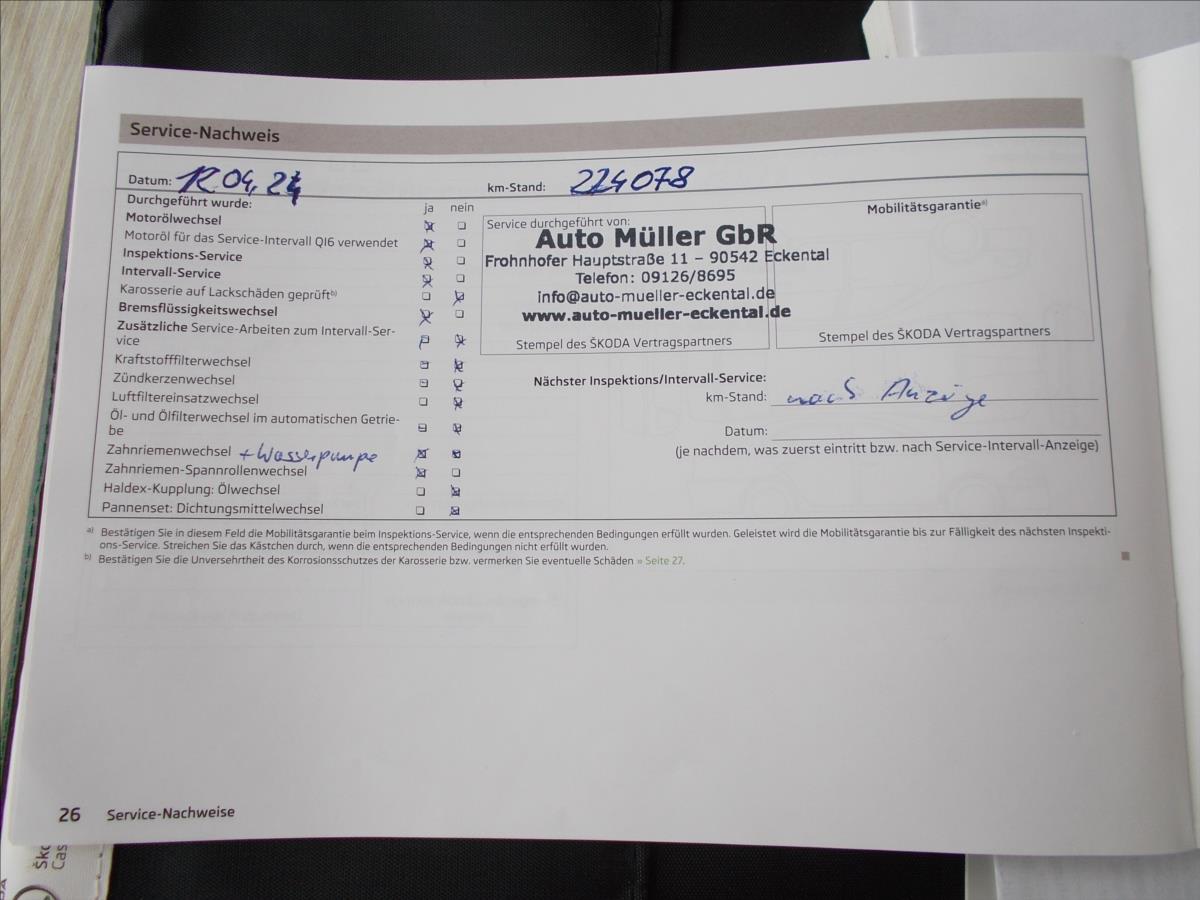 Service-Nachweis
Datum: 12.04.24
km-Stand: 224078
Durchgeführt wurde:
ja nein
Motorölwechsel
Motoröl für das Service-Intervall QI6 verwendet
Inspektions-Service
Intervall-Service
Karosserie auf Lackschäden geprüft b)
Bremsflüssigkeitswechsel
Zusätzliche Service-Arbeiten zum Intervall-Ser-
vice
Kraftstofffilterwechsel
Zündkerzenwechsel
Luftfiltereinsatzwechsel
Öl- und Ölfilterwechsel im automatischen Getrie-
be
Zahnriemenwechsel + Wasserpumpe
Zahnriemen-Spannrollenwechsel
Haldex-Kupplung: Ölwechsel
Pannenset: Dichtungsmittelwechsel
Service durchgeführt von:
Auto Müller GbR
Frohnhofer Hauptstraße 11 – 90542 Eckental
Telefon: 09126/8695
info@auto-mueller-eckental.de
www.auto-mueller-eckental.de
Stempel des ŠKODA Vertragspartners
Mobilitätsgarantie a)
Stempel des ŠKODA Vertragspartners
Nächster Inspektions/Intervall-Service:
km-Stand: nach Anzeige
Datum:
(je nachdem, was zuerst eintritt bzw. nach Service-Intervall-Anzeige)
a) Bestätigen Sie in diesem Feld die Mobilitätsgarantie beim Inspektions-Service, wenn die entsprechenden Bedingungen erfüllt wurden. Geleistet wird die Mobilitätsgarantie bis zur Fälligkeit des nächsten Inspekti-
ons-Service. Streichen Sie das Kästchen durch, wenn die entsprechenden Bedingungen nicht erfüllt wurden.
b) Bestätigen Sie die Unversehrtheit des Korrosionsschutzes der Karosserie bzw. vermerken Sie eventuelle Schäden » Seite 27.
26 Service-Nachweise